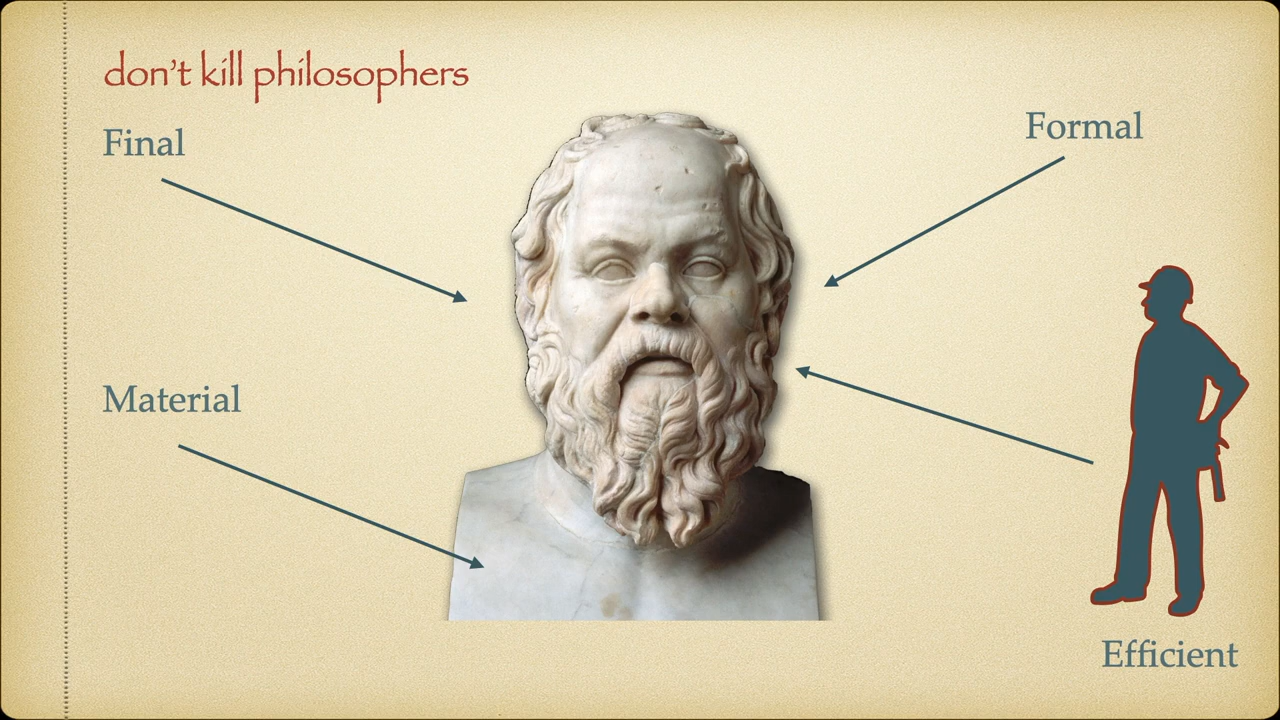 don't kill philosophers
Final
Formal
Material
Efficient